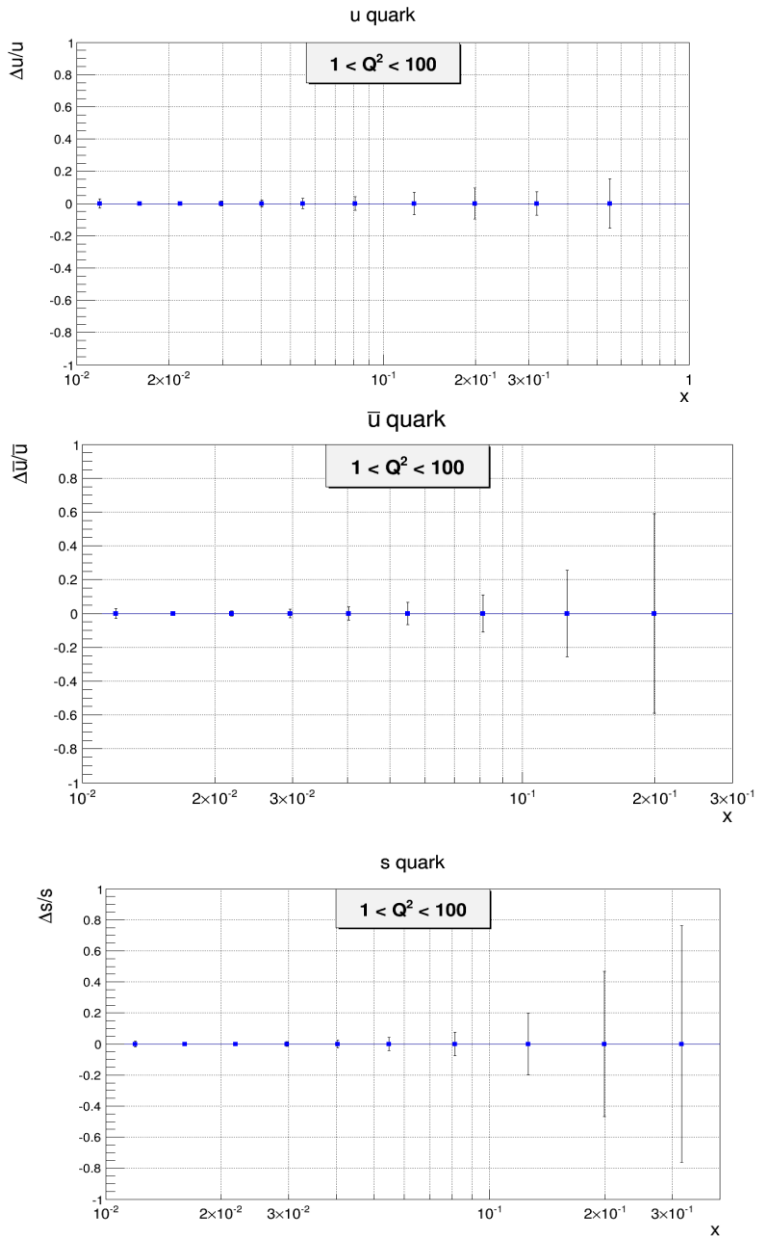 u quark
Δu/u
1 < Q² < 100
1
0.8
0.6
0.4
0.2
0
-0.2
-0.4
-0.6
-0.8
-1
10⁻² 2×10⁻² 10⁻¹ 2×10⁻¹ 3×10⁻¹ 1
x
u̅ quark
Δu̅/u̅
1 < Q² < 100
1
0.8
0.6
0.4
0.2
0
-0.2
-0.4
-0.6
-0.8
-1
10⁻² 2×10⁻² 3×10⁻² 10⁻¹ 2×10⁻¹ 3×10⁻¹
x
s quark
Δs/s
1 < Q² < 100
1
0.8
0.6
0.4
0.2
0
-0.2
-0.4
-0.6
-0.8
-1
10⁻² 2×10⁻² 3×10⁻² 10⁻¹ 2×10⁻¹ 3×10⁻¹
x